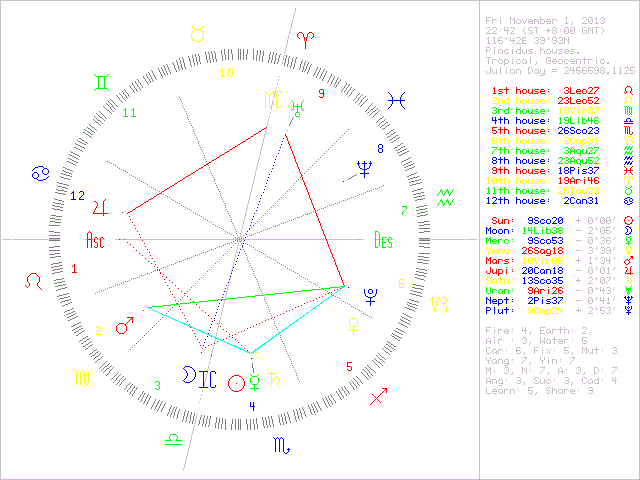 Fri November 1, 2013
22:42 (ST +8:00 GMT)
116°42E 39°93N
Placidus houses.
Tropical, Geocentric.
Julian Day = 2456598.1125
1st house: 3Leo27
2nd house: 23Leo52
3rd house: 18Vir37
4th house: 19Lib46
5th house: 26Sco23
6th house: 2Cap31
7th house: 3Aqu27
8th house: 23Aqu52
9th house: 18Pis37
10th house: 19Ari46
11th house: 26Tau23
12th house: 2Can31
Sun: 9Sco20 + 0°00'
Moon: 14Lib38 - 2°05'
Merc: 9Sco53 - 0°36'
Venu: 26Sag18 - 3°39'
Mars: + 1°34'
Jupi: 20Can18 - 0°01'
Satu: 13Sco35 + 2°07'
Uran: 9Ari26 - 0°43'
Nept: 2Pis37 - 0°41'
Plut: 9Cap24 + 2°53'
Fire: 4, Earth: 2,
Air : 3, Water: 5
Car: 6, Fix: 5, Mut: 3
Yang: 7, Yin: 7
M: 3, N: 7, A: 3, D: 7
Ang: 3, Suc: 3, Cad: 4
Learn: 5, Share: 9
10
MC
9
11
8
12
7
Asc
Des
1
6
2
5
3
IC
4